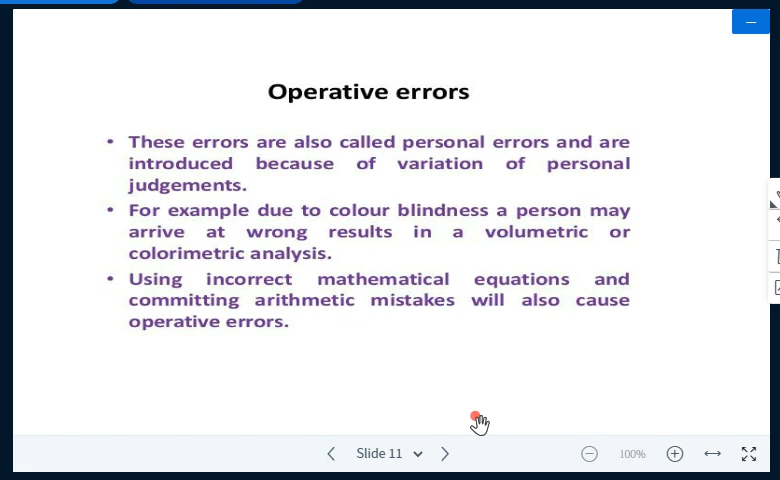 Operative errors
• These errors are also called personal errors and are
introduced because of variation of personal
judgements.
• For example due to colour blindness a person may
arrive at wrong results in a volumetric or
colorimetric analysis.
• Using incorrect mathematical equations and
committing arithmetic mistakes will also cause
operative errors.
Slide 11
100%